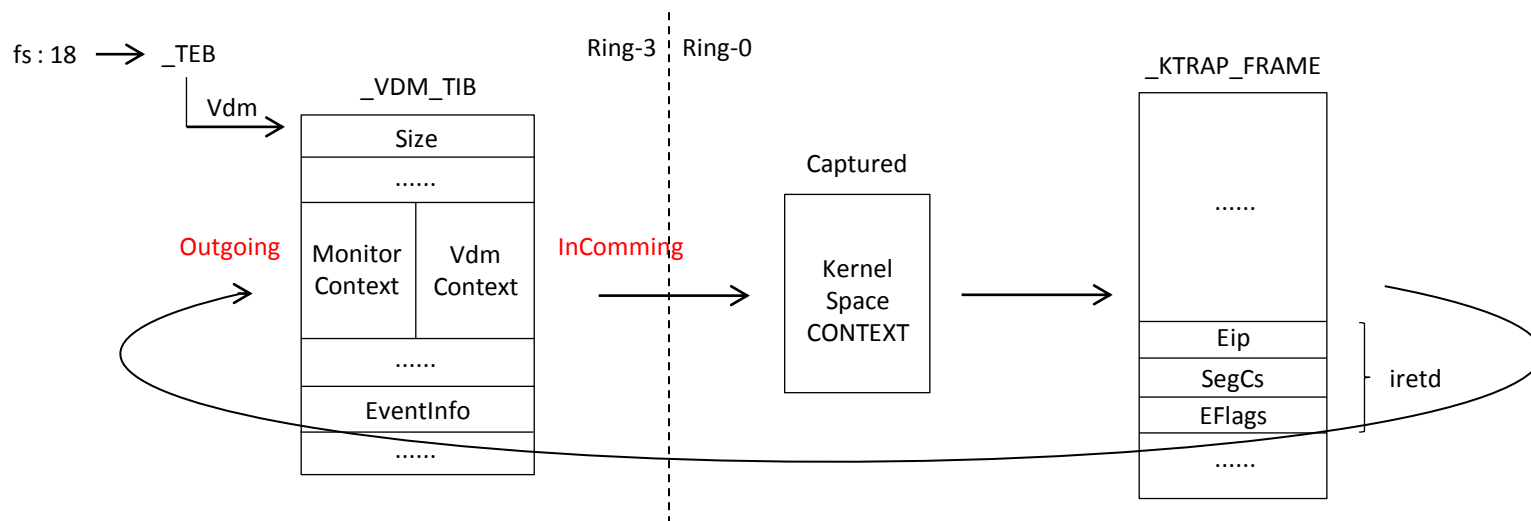 fs : 18
_TEB
Vdm
_VDM_TIB
Size
......
Monitor
Context
Vdm
Context
......
EventInfo
......
Outgoing
InComming
Ring-3
Ring-0
Captured
Kernel
Space
CONTEXT
_KTRAP_FRAME
......
Eip
SegCs
EFlags
......
iretd